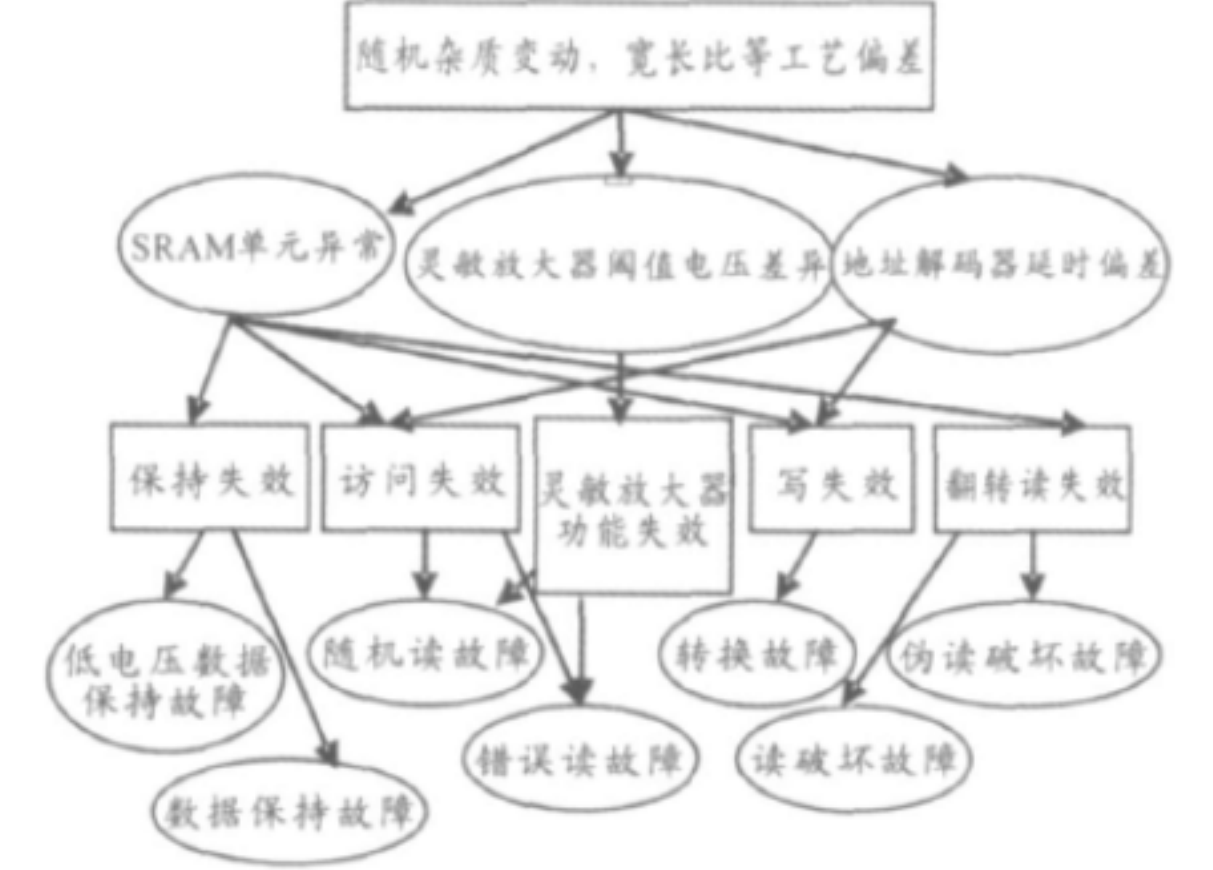 随机杂质变动，宽长比等工艺偏差
SRAM单元异常
灵敏放大器阈值电压差异
地址解码器延时偏差
保持失效
访问失效
灵敏放大器
功能失效
写失效
翻转读失效
低电压数据
保持故障
随机读故障
转换故障
伪读破坏故障
错误读故障
读破坏故障
数据保持故障